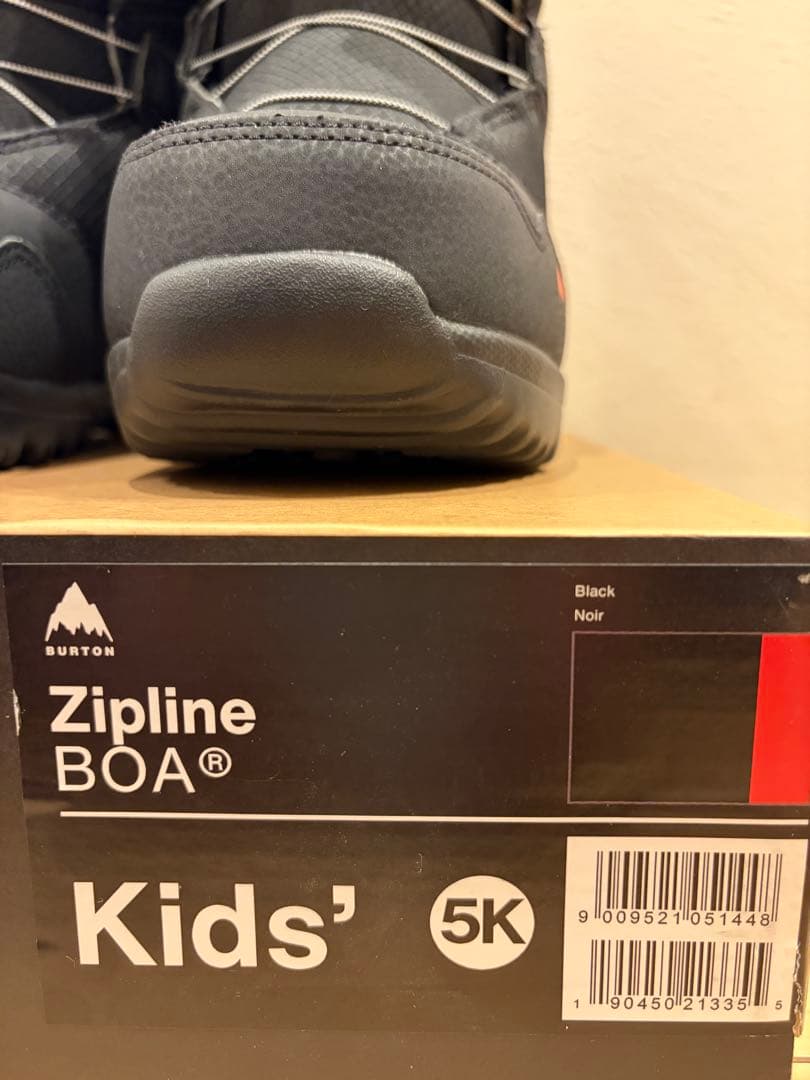 BURTON
Zipline
BOA®
Black
Noir
Kids'
5K
9 009521 051448
1 90450 21335 5